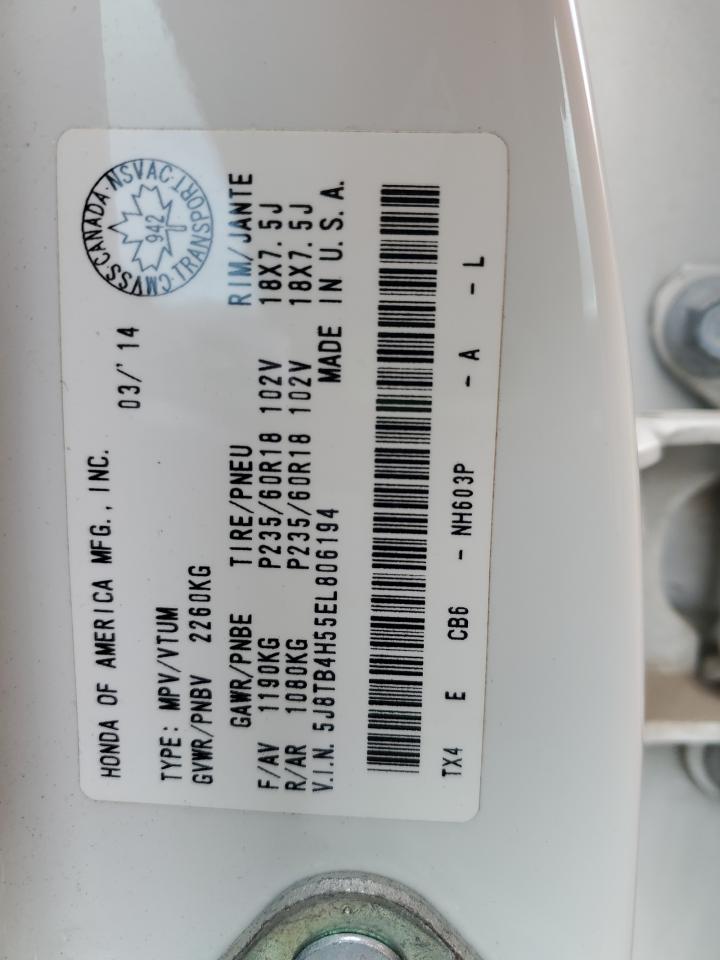 HONDA OF AMERICA MFG., INC. 03/'14
CMVSS·CANADA·NSVAC·TRANSPORT·
942
TYPE: MPV/VTUM
GVWR/PNBV 2260KG
GAWR/PNBE TIRE/PNEU RIM/JANTE
F/AV 1190KG P235/60R18 102V 18X7.5J
R/AR 1080KG P235/60R18 102V 18X7.5J
V.I.N. 5J8TB4H55EL806194 MADE IN U.S.A.
TX4 E CB6 - NH603P - A - L